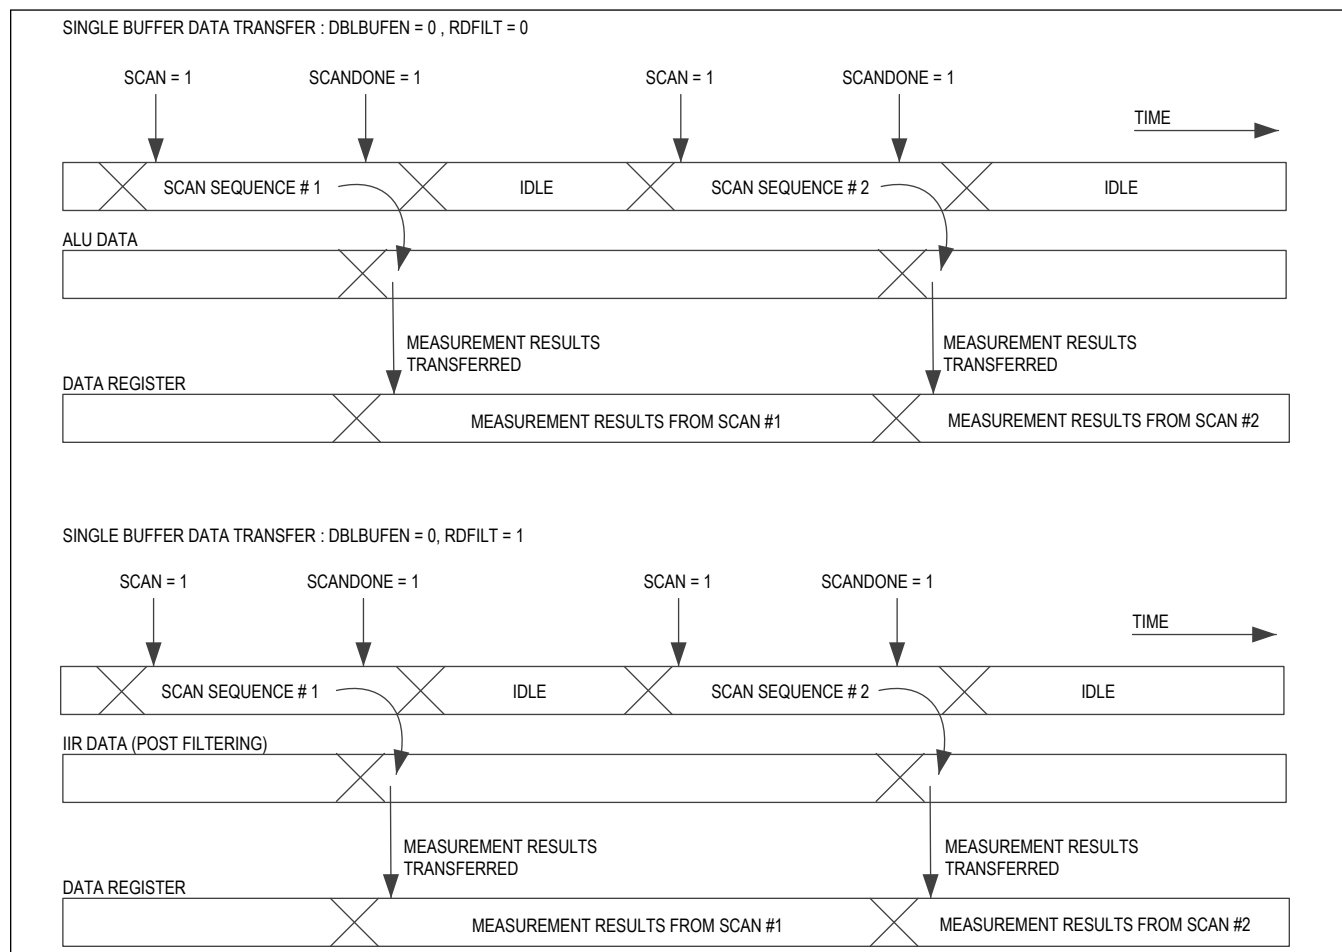 SINGLE BUFFER DATA TRANSFER : DBLBUFEN = 0 , RDFILT = 0
SCAN = 1
SCANDONE = 1
SCAN = 1
SCANDONE = 1
TIME
SCAN SEQUENCE # 1
IDLE
SCAN SEQUENCE # 2
IDLE
ALU DATA
MEASUREMENT RESULTS
TRANSFERRED
MEASUREMENT RESULTS
TRANSFERRED
DATA REGISTER
MEASUREMENT RESULTS FROM SCAN #1
MEASUREMENT RESULTS FROM SCAN #2
SINGLE BUFFER DATA TRANSFER : DBLBUFEN = 0, RDFILT = 1
SCAN = 1
SCANDONE = 1
SCAN = 1
SCANDONE = 1
TIME
SCAN SEQUENCE # 1
IDLE
SCAN SEQUENCE # 2
IDLE
IIR DATA (POST FILTERING)
MEASUREMENT RESULTS
TRANSFERRED
MEASUREMENT RESULTS
TRANSFERRED
DATA REGISTER
MEASUREMENT RESULTS FROM SCAN #1
MEASUREMENT RESULTS FROM SCAN #2